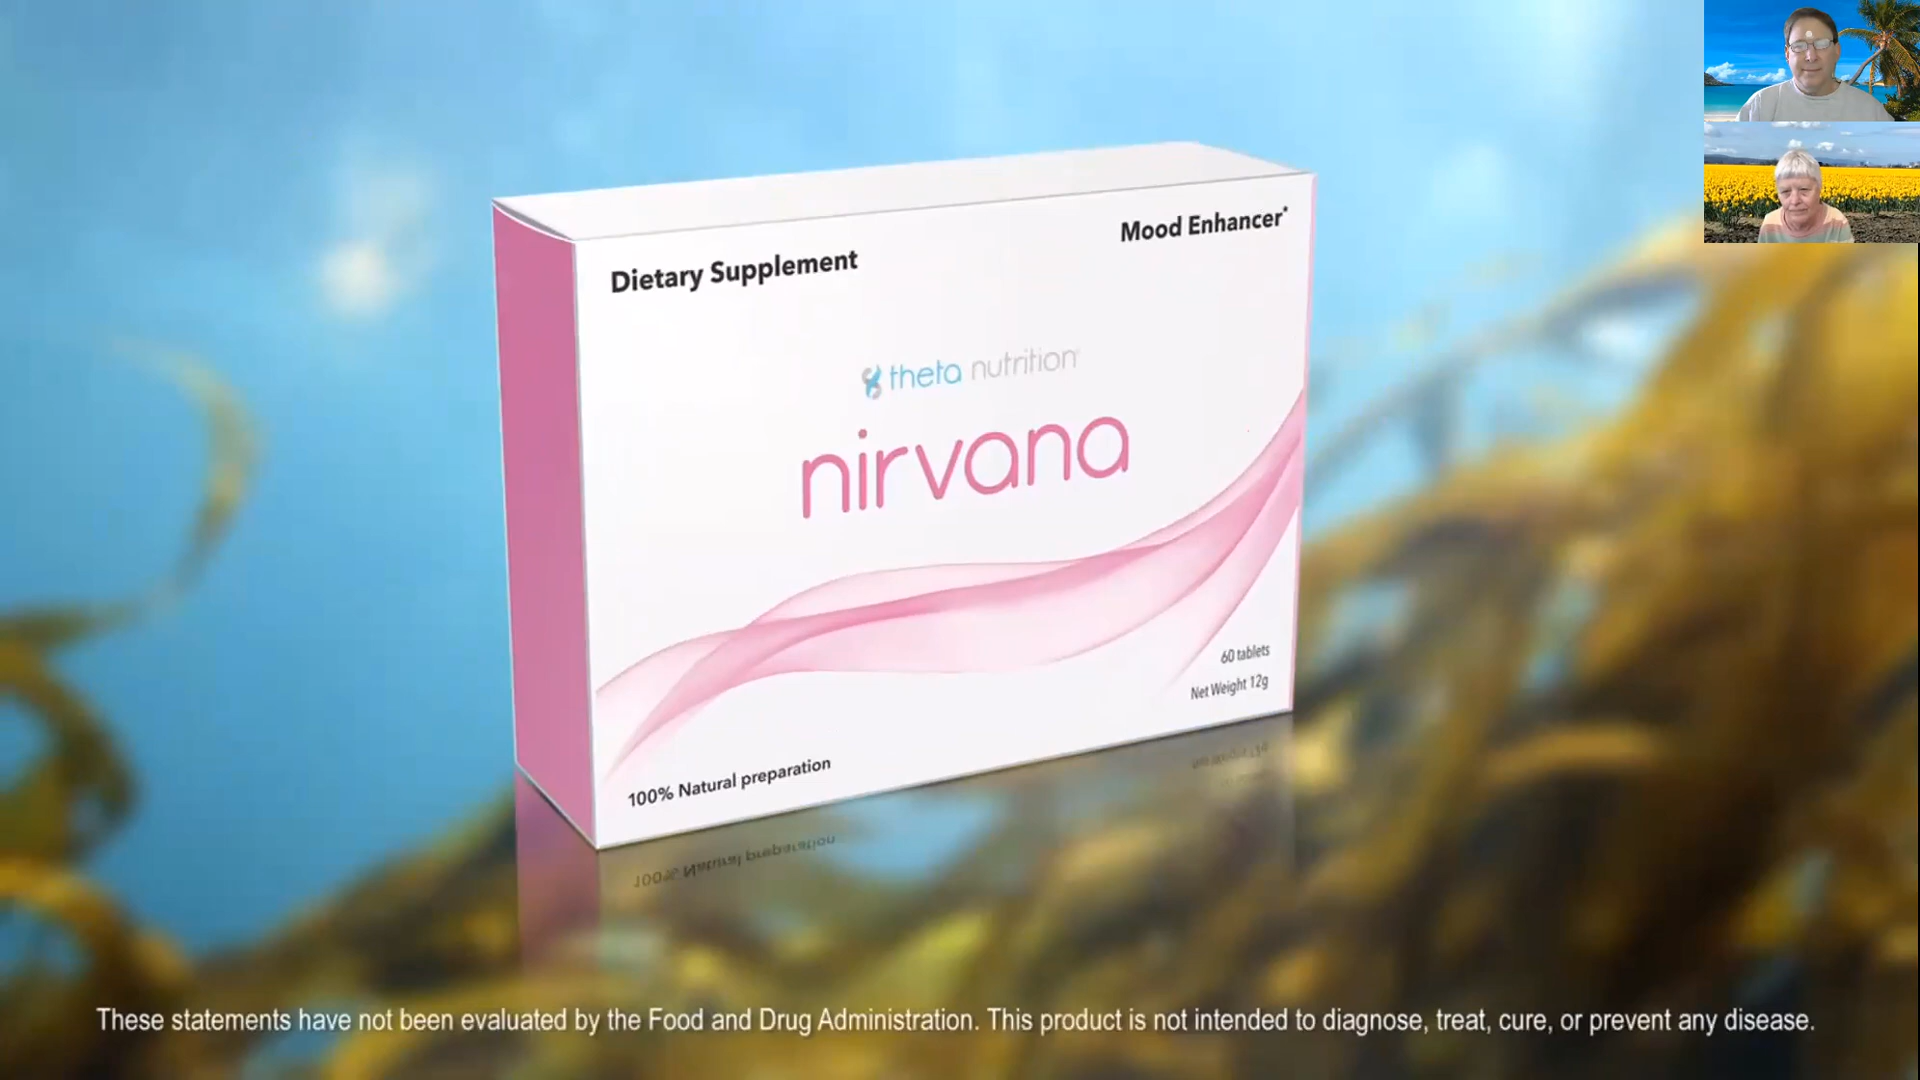 Dietary Supplement
Mood Enhancer*
theta nutrition
nirvana
60 tablets
Net Weight 12g
100% Natural preparation
These statements have not been evaluated by the Food and Drug Administration. This product is not intended to diagnose, treat, cure, or prevent any disease.